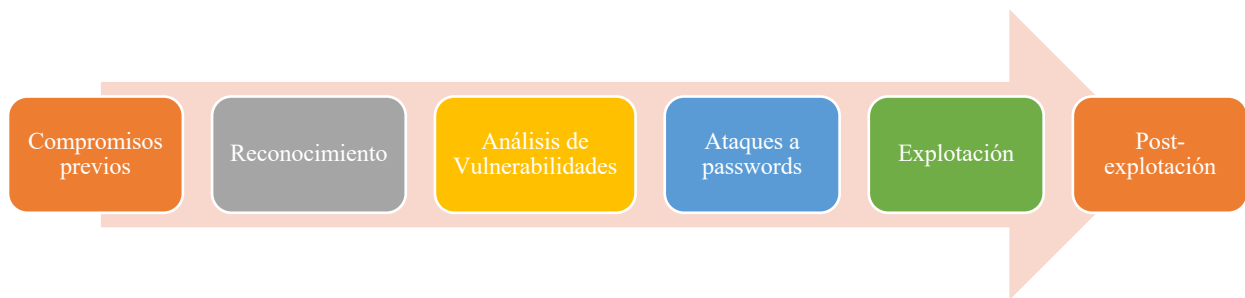 Compromisos
previos
Reconocimiento
Análisis de
Vulnerabilidades
Ataques a
passwords
Explotación
Post-
explotación